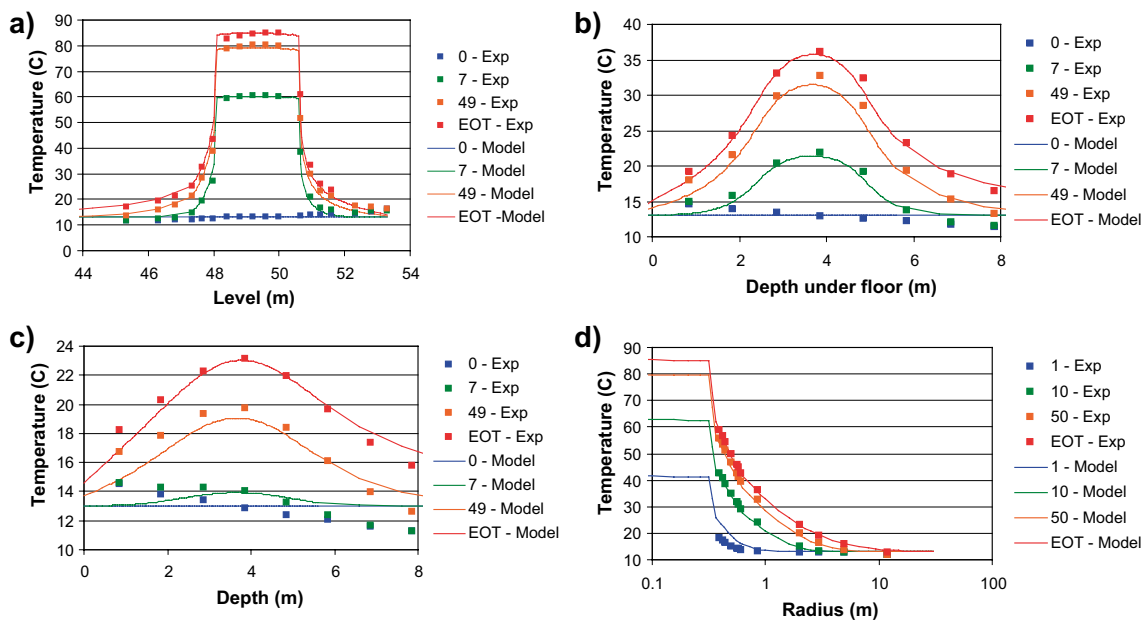 a)
Temperature (C)
90
80
70
60
50
40
30
20
10
0
44 46 48 50 52 54
Level (m)
0 - Exp
7 - Exp
49 - Exp
EOT - Exp
0 - Model
7 - Model
49 - Model
EOT -Model
b)
Temperature (C)
40
35
30
25
20
15
10
0 2 4 6 8
Depth under floor (m)
0 - Exp
7 - Exp
49 - Exp
EOT - Exp
0 - Model
7 - Model
49 - Model
EOT - Model
c)
Temperature (C)
24
22
20
18
16
14
12
10
0 2 4 6 8
Depth (m)
0 - Exp
7 - Exp
49 - Exp
EOT - Exp
0 - Model
7 - Model
49 - Model
EOT - Model
d)
Temperature (C)
90
80
70
60
50
40
30
20
10
0.1 1 10 100
Radius (m)
1 - Exp
10 - Exp
50 - Exp
EOT - Exp
1 - Model
10 - Model
50 - Model
EOT - Model